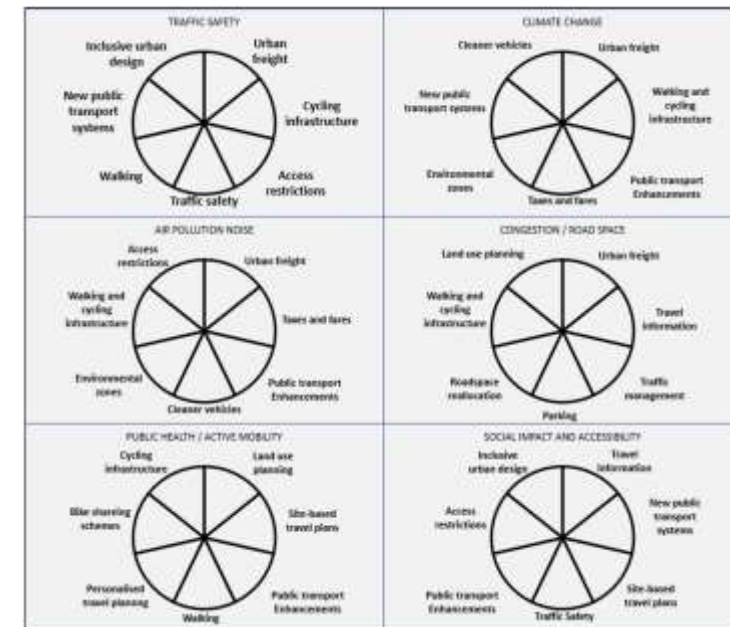 TRAFFIC SAFETY
Inclusive urban
design
Urban
freight
New public
transport
systems
Cycling
infrastructure
Walking
Access
restrictions
Traffic safety
CLIMATE CHANGE
Cleaner vehicles
Urban freight
New public
transport systems
Walking and
cycling
infrastructure
Environmental
zones
Public transport
Enhancements
Taxes and fares
AIR POLLUTION NOISE
Access
restrictions
Urban freight
Walking and
cycling
infrastructure
Taxes and fares
Environmental
zones
Public transport
Enhancements
Cleaner vehicles
CONGESTION / ROAD SPACE
Land use planning
Urban freight
Walking and
cycling
infrastructure
Travel
information
Roadspace
reallocation
Traffic
management
Parking
PUBLIC HEALTH / ACTIVE MOBILITY
Cycling
infrastructure
Land use
planning
Bike sharing
schemes
Site-based
travel plans
Personalised
travel planning
Public transport
Enhancements
Walking
SOCIAL IMPACT AND ACCESSIBILITY
Inclusive
urban design
Travel
information
Access
restrictions
New public
transport
systems
Public transport
Enhancements
Site-based
travel plans
Traffic Safety